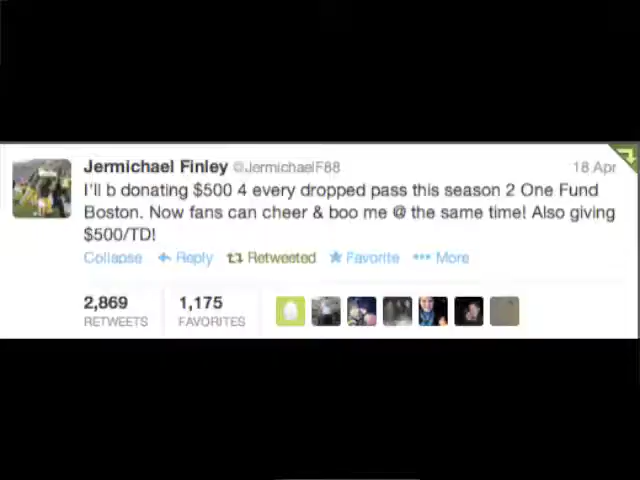 Jermichael Finley @JermichaelF88 18 Apr
I'll b donating $500 4 every dropped pass this season 2 One Fund
Boston. Now fans can cheer & boo me @ the same time! Also giving
$500/TD!
Collapse Reply Retweeted Favorite More
2,869 1,175
RETWEETS FAVORITES